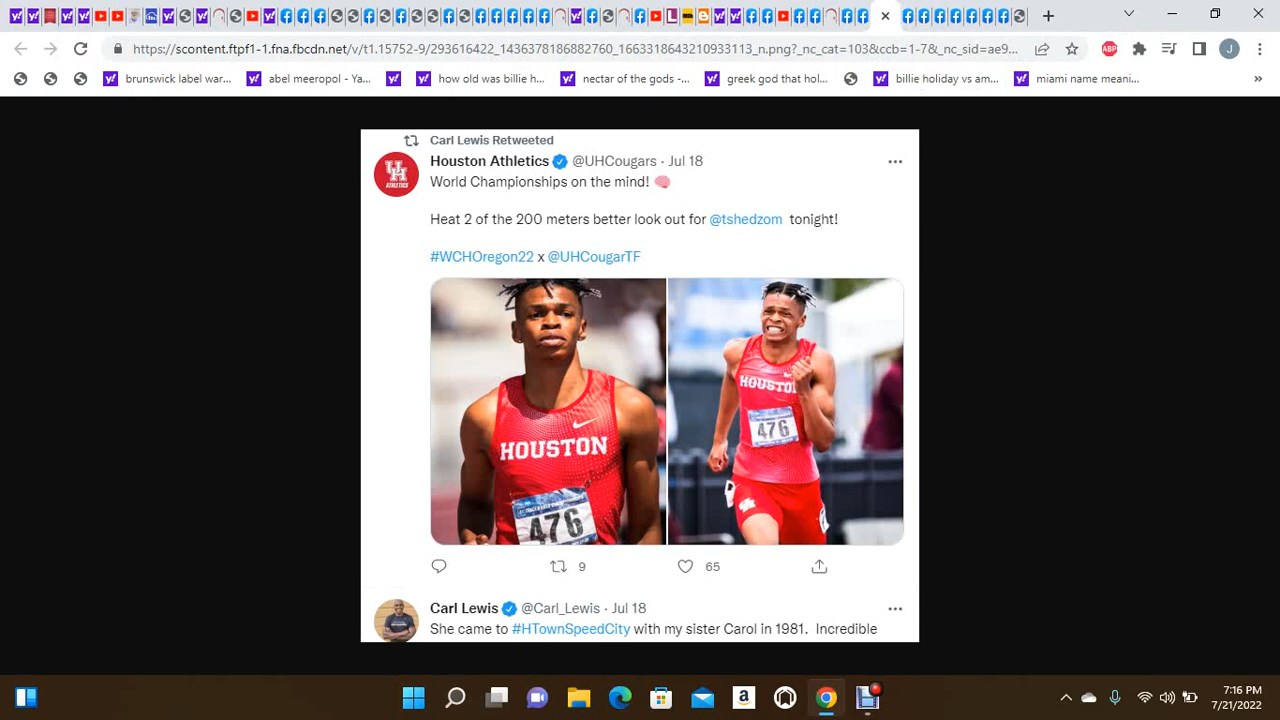 https://scontent.ftpf1-1.fna.fbcdn.net/v/t1.15752-9/293616422_1436378186882760_1663318643210933113_n.png?_nc_cat=103&ccb=1-7&_nc_sid=ae9...
ABP
J
brunswick label war...
abel meeropol - Ya...
how old was billie h...
nectar of the gods -...
greek god that hol...
billie holiday vs am...
miami name meani...
Carl Lewis Retweeted
Houston Athletics @UHCougars · Jul 18
World Championships on the mind!
Heat 2 of the 200 meters better look out for @tshedzom tonight!
#WCHOregon22 x @UHCougarTF
UH
ATHLETICS
HOUSTON
476
HOUSTON
476
9
65
Carl Lewis @Carl_Lewis · Jul 18
She came to #HTownSpeedCity with my sister Carol in 1981. Incredible
7:16 PM
7/21/2022